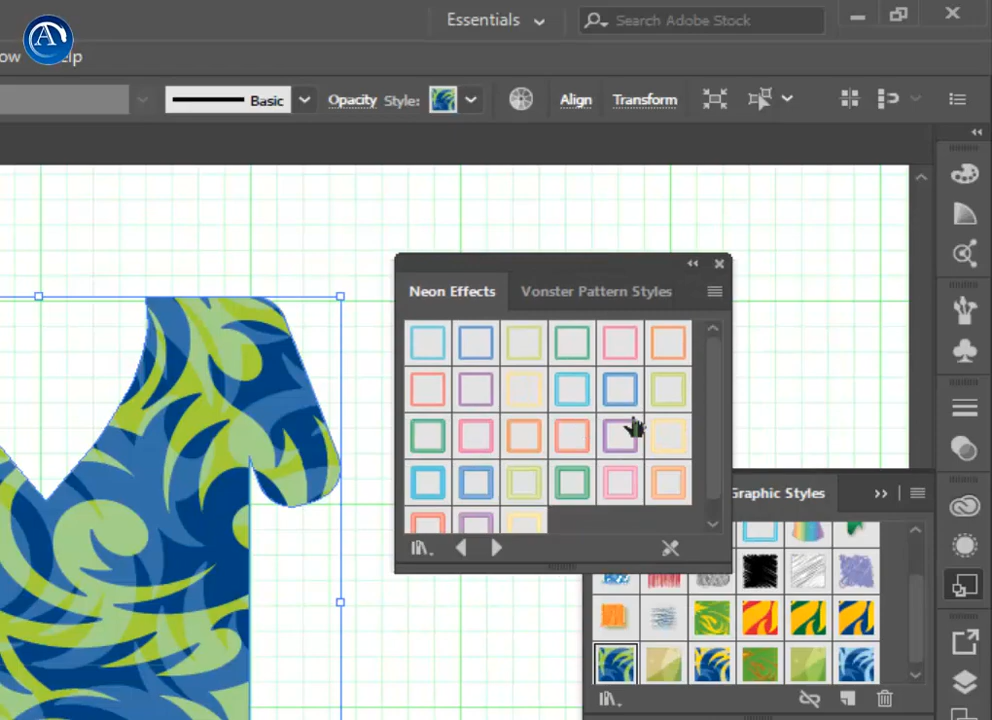 Essentials
Search Adobe Stock
ow
elp
Basic
Opacity
Style:
Align
Transform
Neon Effects
Vonster Pattern Styles
Graphic Styles